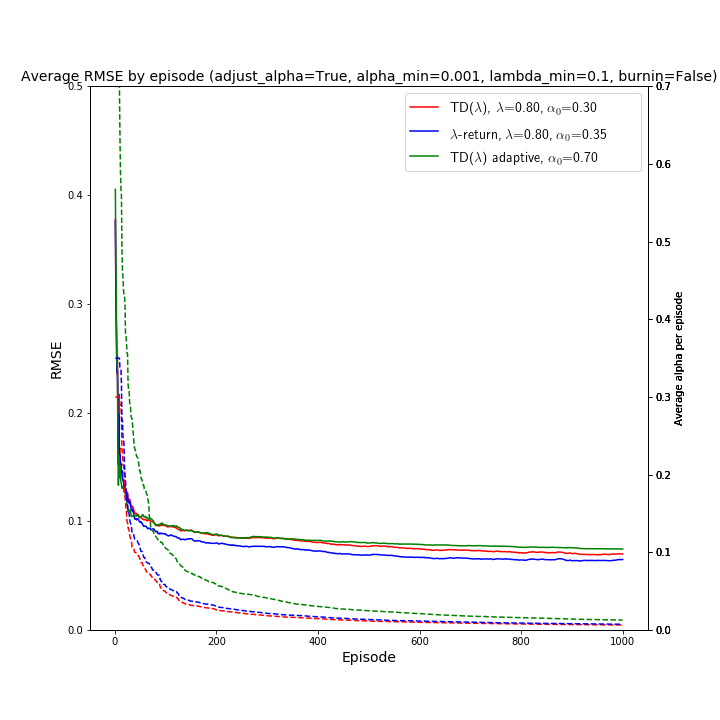 Average RMSE by episode (adjust_alpha=True, alpha_min=0.001, lambda_min=0.1, burnin=False)
TD(λ), λ=0.80, α₀=0.30
λ-return, λ=0.80, α₀=0.35
TD(λ) adaptive, α₀=0.70
0.5
0.4
0.3
0.2
0.1
0.0
RMSE
0.7
0.6
0.5
0.4
0.3
0.2
0.1
0.0
Average alpha per episode
0 200 400 600 800 1000
Episode